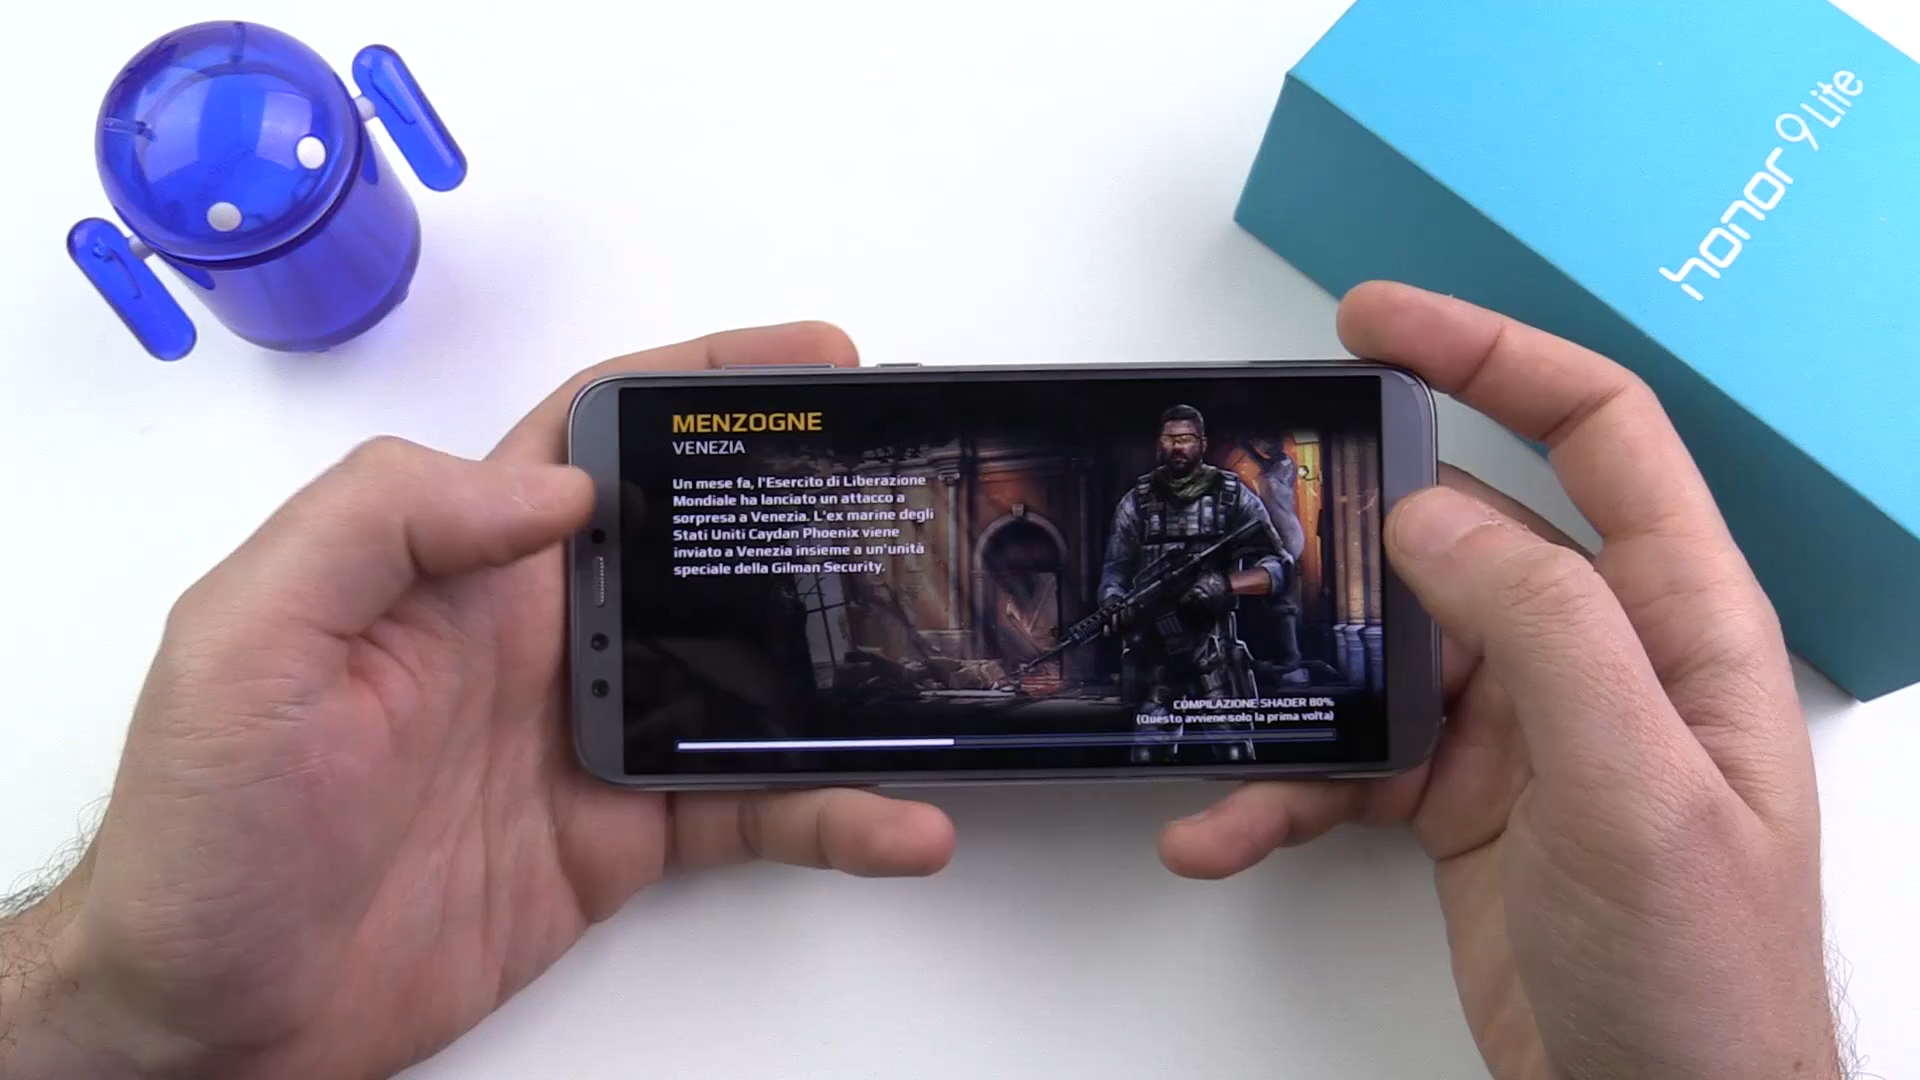 honor 9 Lite
MENZOGNE
VENEZIA
Un mese fa, l'Esercito di Liberazione
Mondiale ha lanciato un attacco a
sorpresa a Venezia. L'ex marine degli
Stati Uniti Caydan Phoenix viene
inviato a Venezia insieme a un'unità
speciale della Gilman Security.
COMPILAZIONE SHADER 80%
(Questo avviene solo la prima volta)